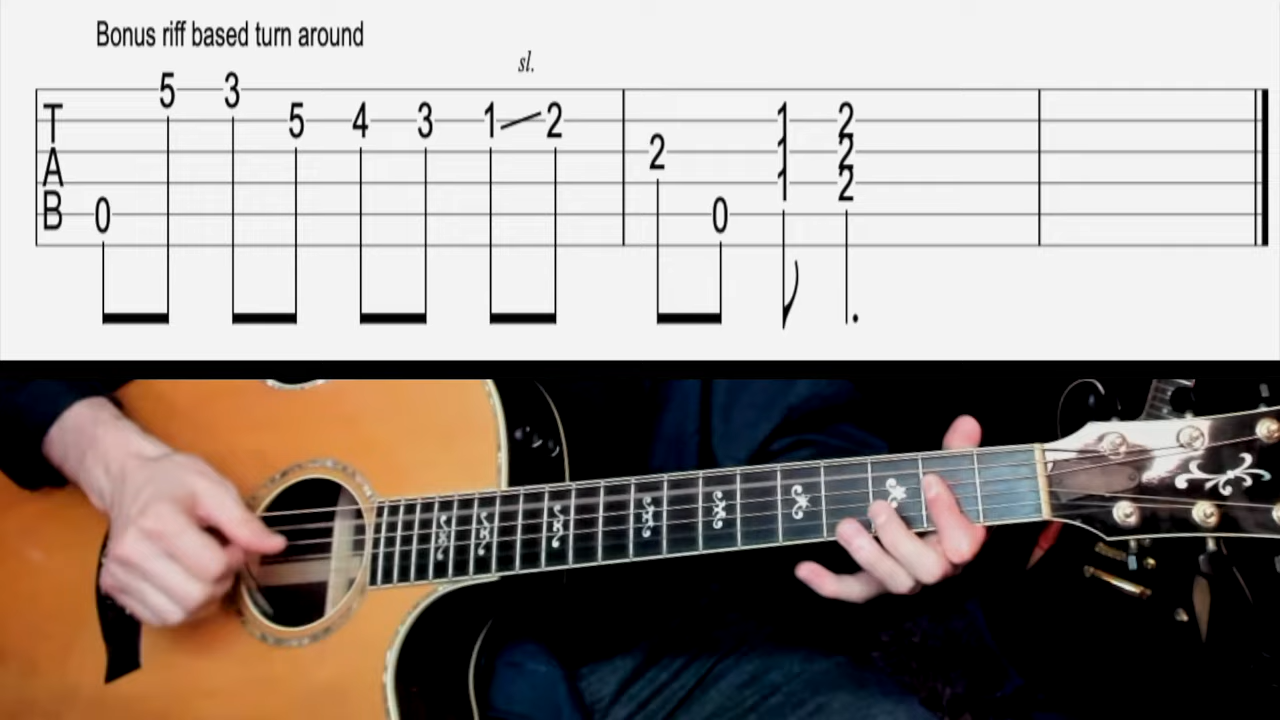 Bonus riff based turn around
sl.
5 3
T 5 4 3 1 2 1 2
A 2 1 2
1 2
B 0 0